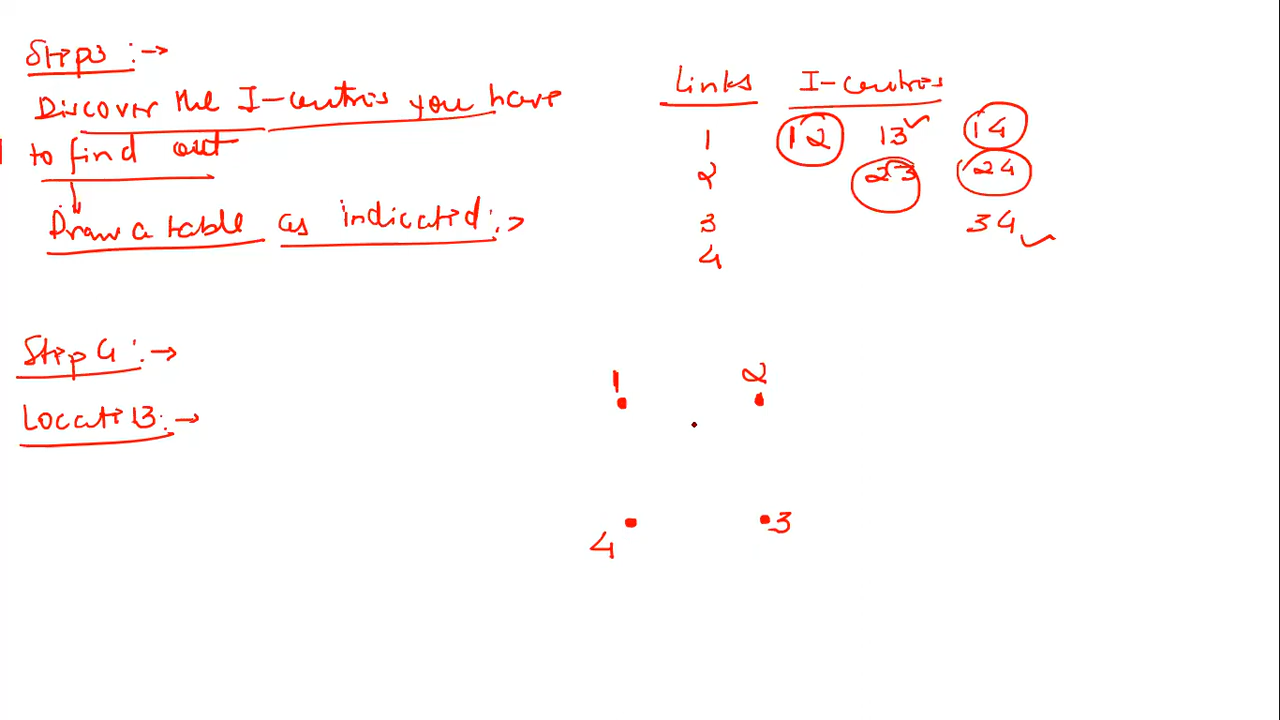 Step3 :→
Discover the I-centres you have
to find out
Draw a table as indicated :→
Links I-centres
1 12 13 14
2 23 24
3 34
4
Step 4 :→
Locate 13 :→
1 2
4 3